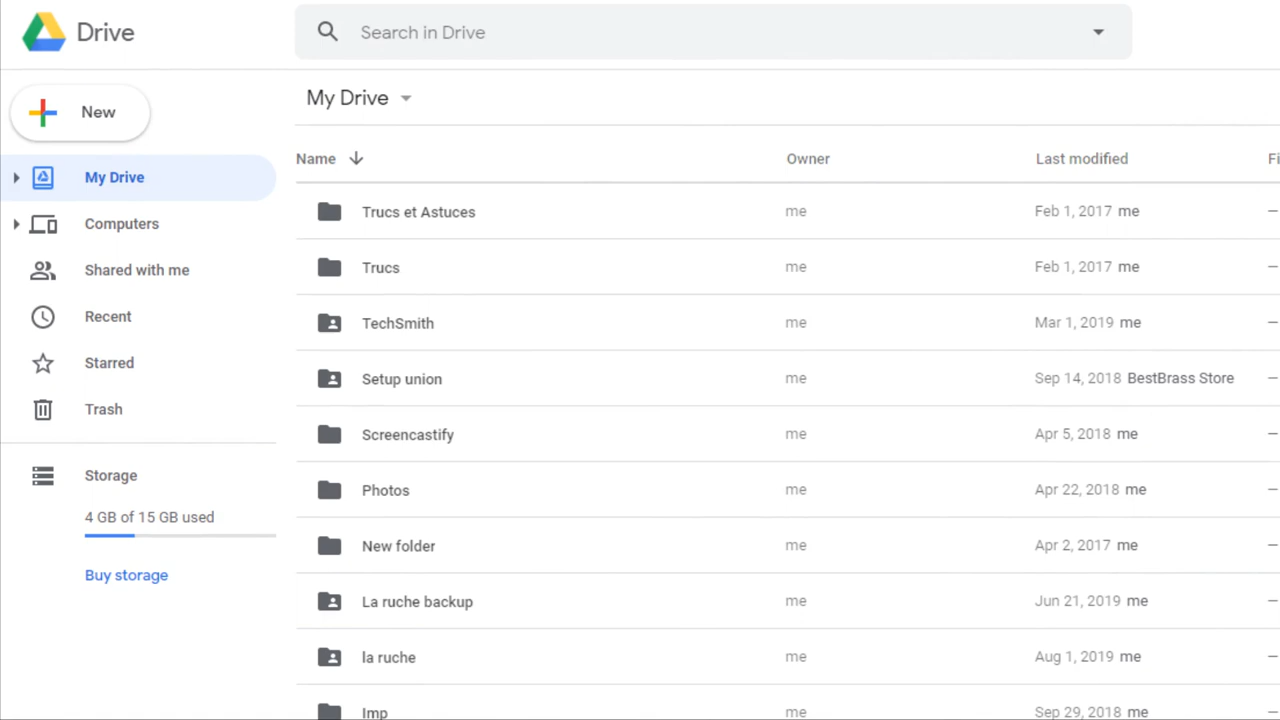 Drive
Search in Drive
New
My Drive
Computers
Shared with me
Recent
Starred
Trash
Storage
4 GB of 15 GB used
Buy storage
My Drive
Name Owner Last modified Fi
Trucs et Astuces me Feb 1, 2017 me –
Trucs me Feb 1, 2017 me –
TechSmith me Mar 1, 2019 me –
Setup union me Sep 14, 2018 BestBrass Store –
Screencastify me Apr 5, 2018 me –
Photos me Apr 22, 2018 me –
New folder me Apr 2, 2017 me –
La ruche backup me Jun 21, 2019 me –
la ruche me Aug 1, 2019 me –
Imp me Sep 29, 2018 me –